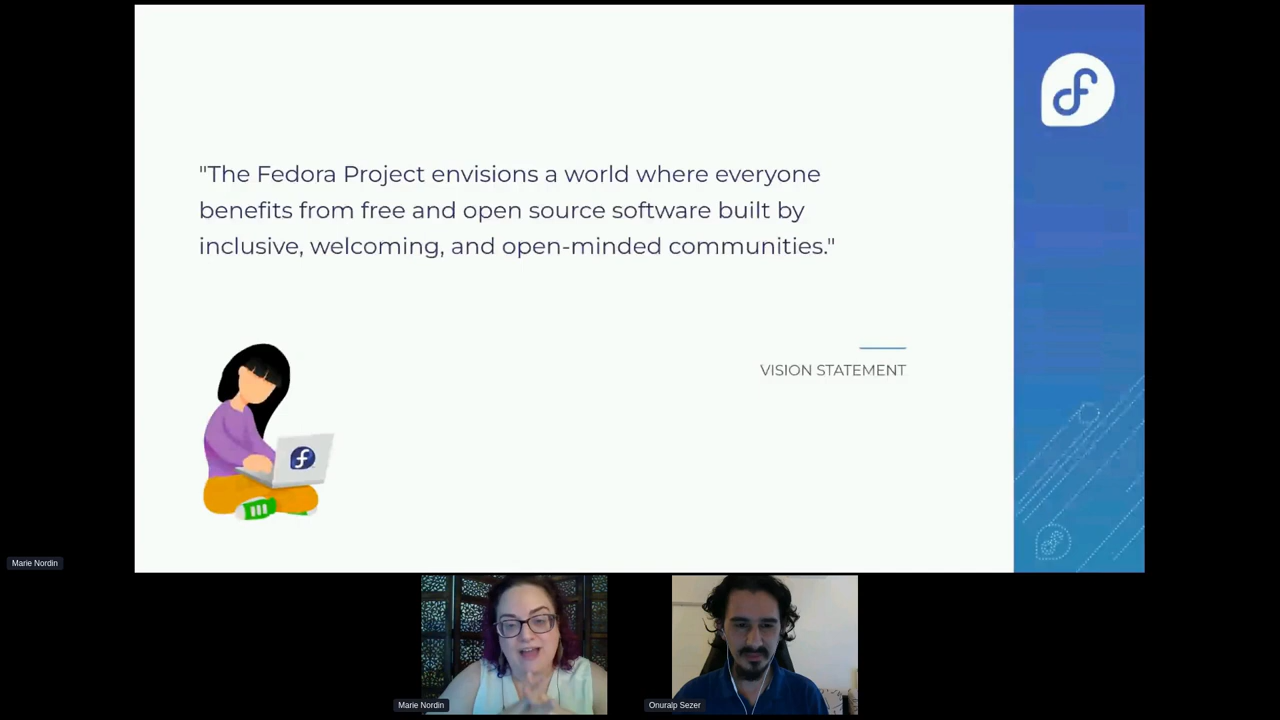 "The Fedora Project envisions a world where everyone
benefits from free and open source software built by
inclusive, welcoming, and open-minded communities."
VISION STATEMENT
Marie Nordin
Marie Nordin
Onuralp Sezer